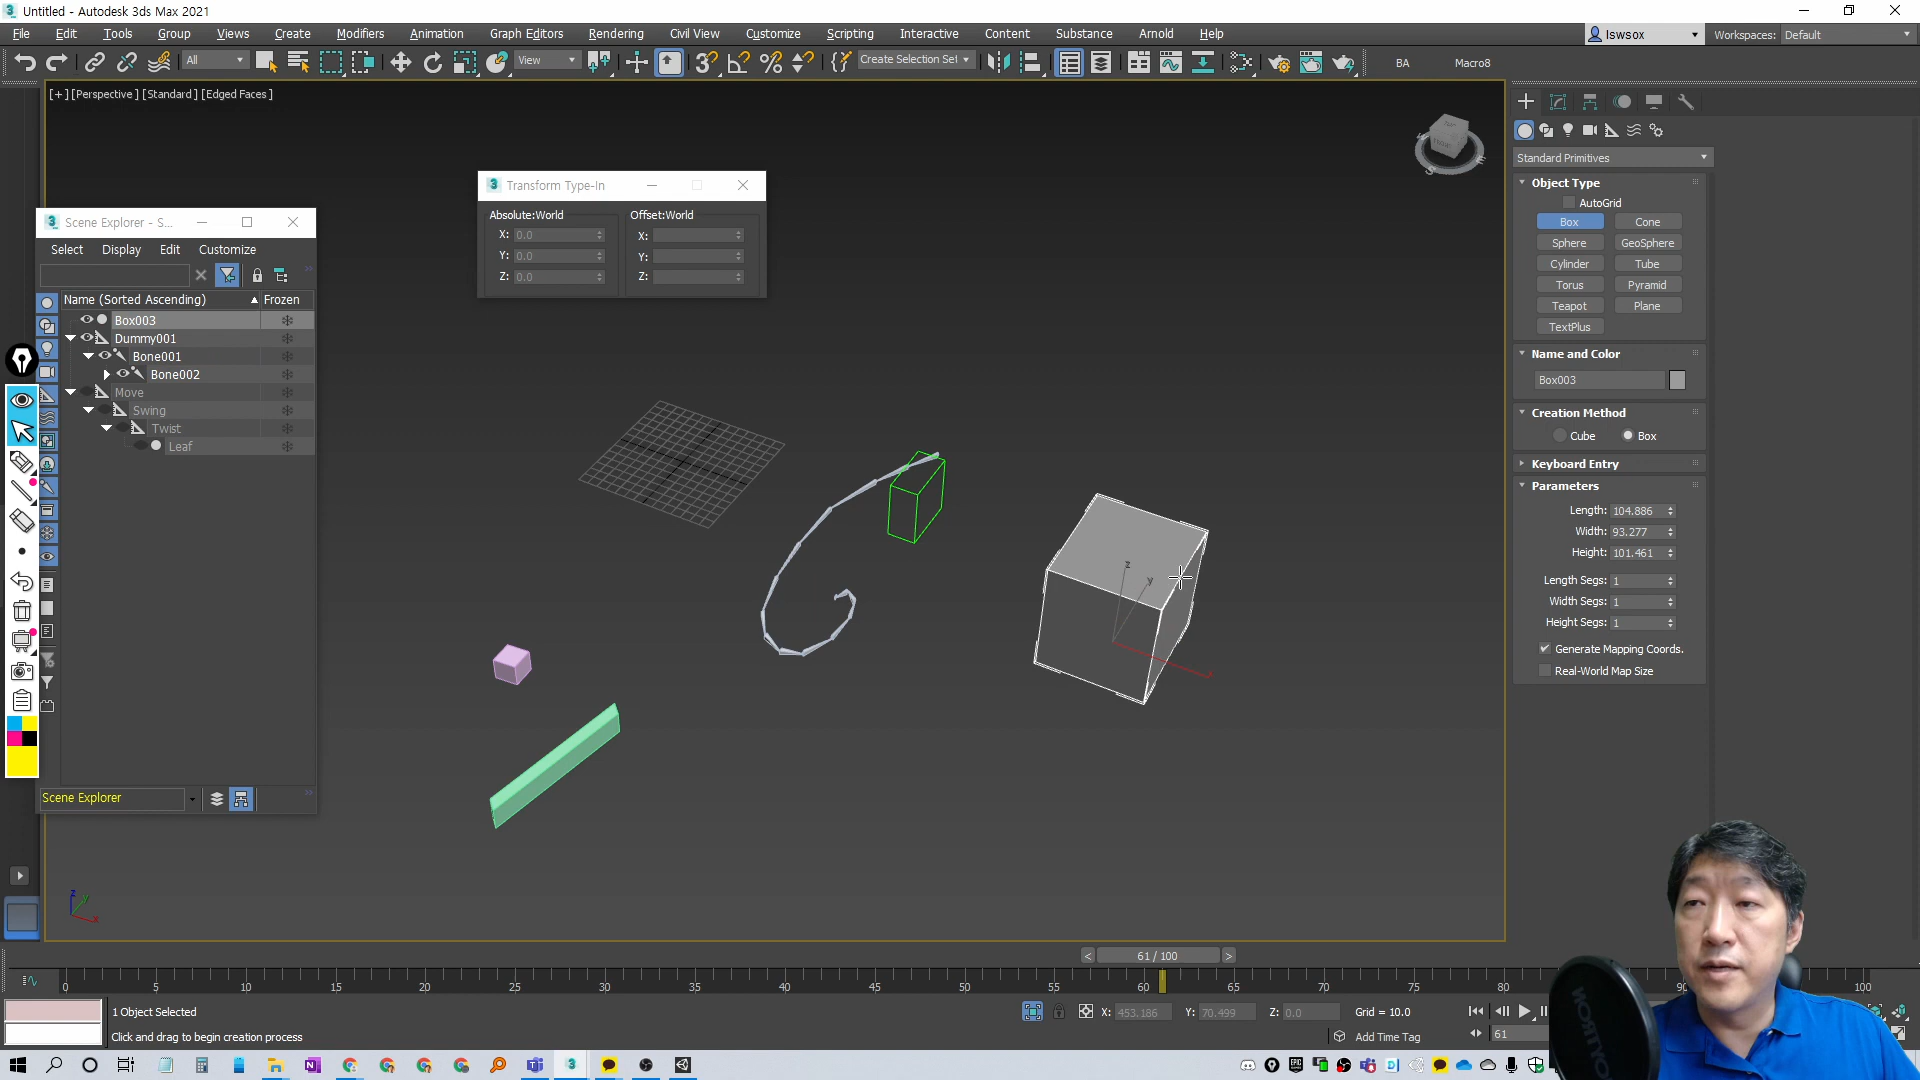 Untitled - Autodesk 3ds Max 2021
File Edit Tools Group Views Create Modifiers Animation Graph Editors Rendering Civil View Customize Scripting Interactive Content Substance Arnold Help
lswsox
Workspaces: Default
All
View
Create Selection Set
BA
Macro8
[+] [Perspective] [Standard] [Edged Faces]
Transform Type-In
Absolute:World Offset:World
X: 0.0 X:
Y: 0.0 Y:
Z: 0.0 Z:
Scene Explorer - S...
Select Display Edit Customize
Name (Sorted Ascending) Frozen
Box003
Dummy001
Bone001
Bone002
Move
Swing
Twist
Leaf
Scene Explorer
Standard Primitives
Object Type
AutoGrid
Box Cone
Sphere GeoSphere
Cylinder Tube
Torus Pyramid
Teapot Plane
TextPlus
Name and Color
Box003
Creation Method
Cube Box
Keyboard Entry
Parameters
Length: 104.886
Width: 93.277
Height: 101.461
Length Segs: 1
Width Segs: 1
Height Segs: 1
Generate Mapping Coords.
Real-World Map Size
z
y
z
y
x
61 / 100
0 5 10 15 20 25 30 35 40 45 50 55 60 65 70 75 80 85 90 100
1 Object Selected
X: 453.186 Y: 70.499 Z: 0.0 Grid = 10.0
Click and drag to begin creation process
Add Time Tag
61